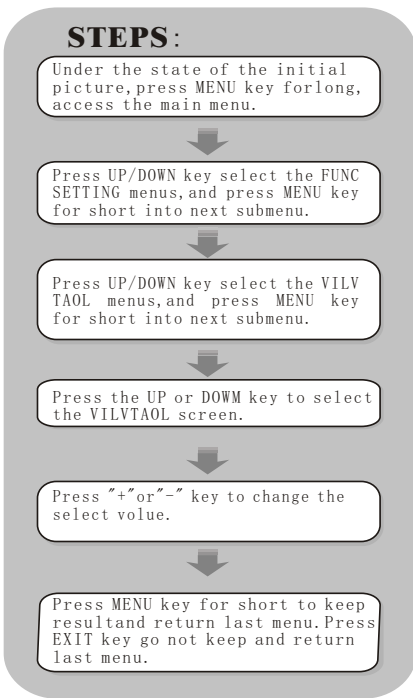 STEPS:
Under the state of the initial
picture, press MENU key forlong,
access the main menu.
Press UP/DOWN key select the FUNC
SETTING menus, and press MENU key
for short into next submenu.
Press UP/DOWN key select the VILV
TAOL menus, and press MENU key
for short into next submenu.
Press the UP or DOWM key to select
the VILVTAOL screen.
Press "+"or"-" key to change the
select volue.
Press MENU key for short to keep
resultand return last menu. Press
EXIT key go not keep and return
last menu.